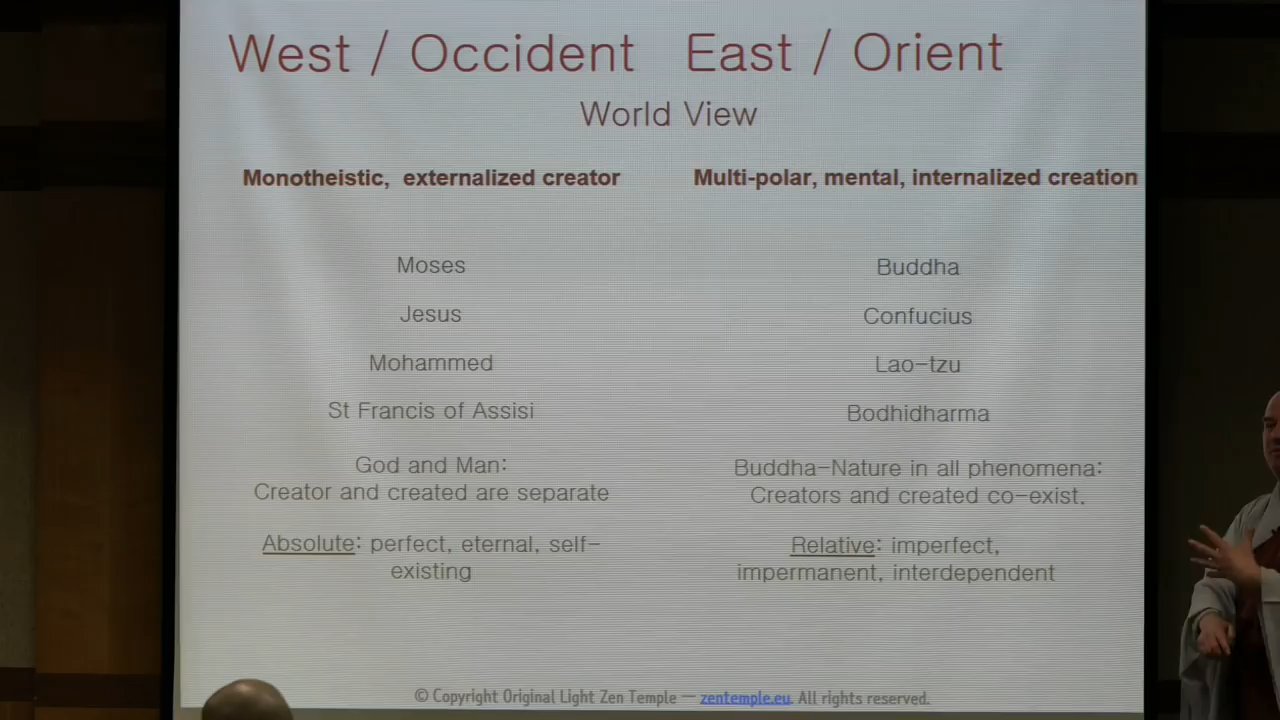 West / Occident East / Orient
World View
Monotheistic, externalized creator
Multi-polar, mental, internalized creation
Moses
Buddha
Jesus
Confucius
Mohammed
Lao-tzu
St Francis of Assisi
Bodhidharma
God and Man:
Creator and created are separate
Buddha-Nature in all phenomena:
Creators and created co-exist.
Absolute: perfect, eternal, self-
existing
Relative: imperfect,
impermanent, interdependent
© Copyright Original Light Zen Temple — zentemple.eu. All rights reserved.